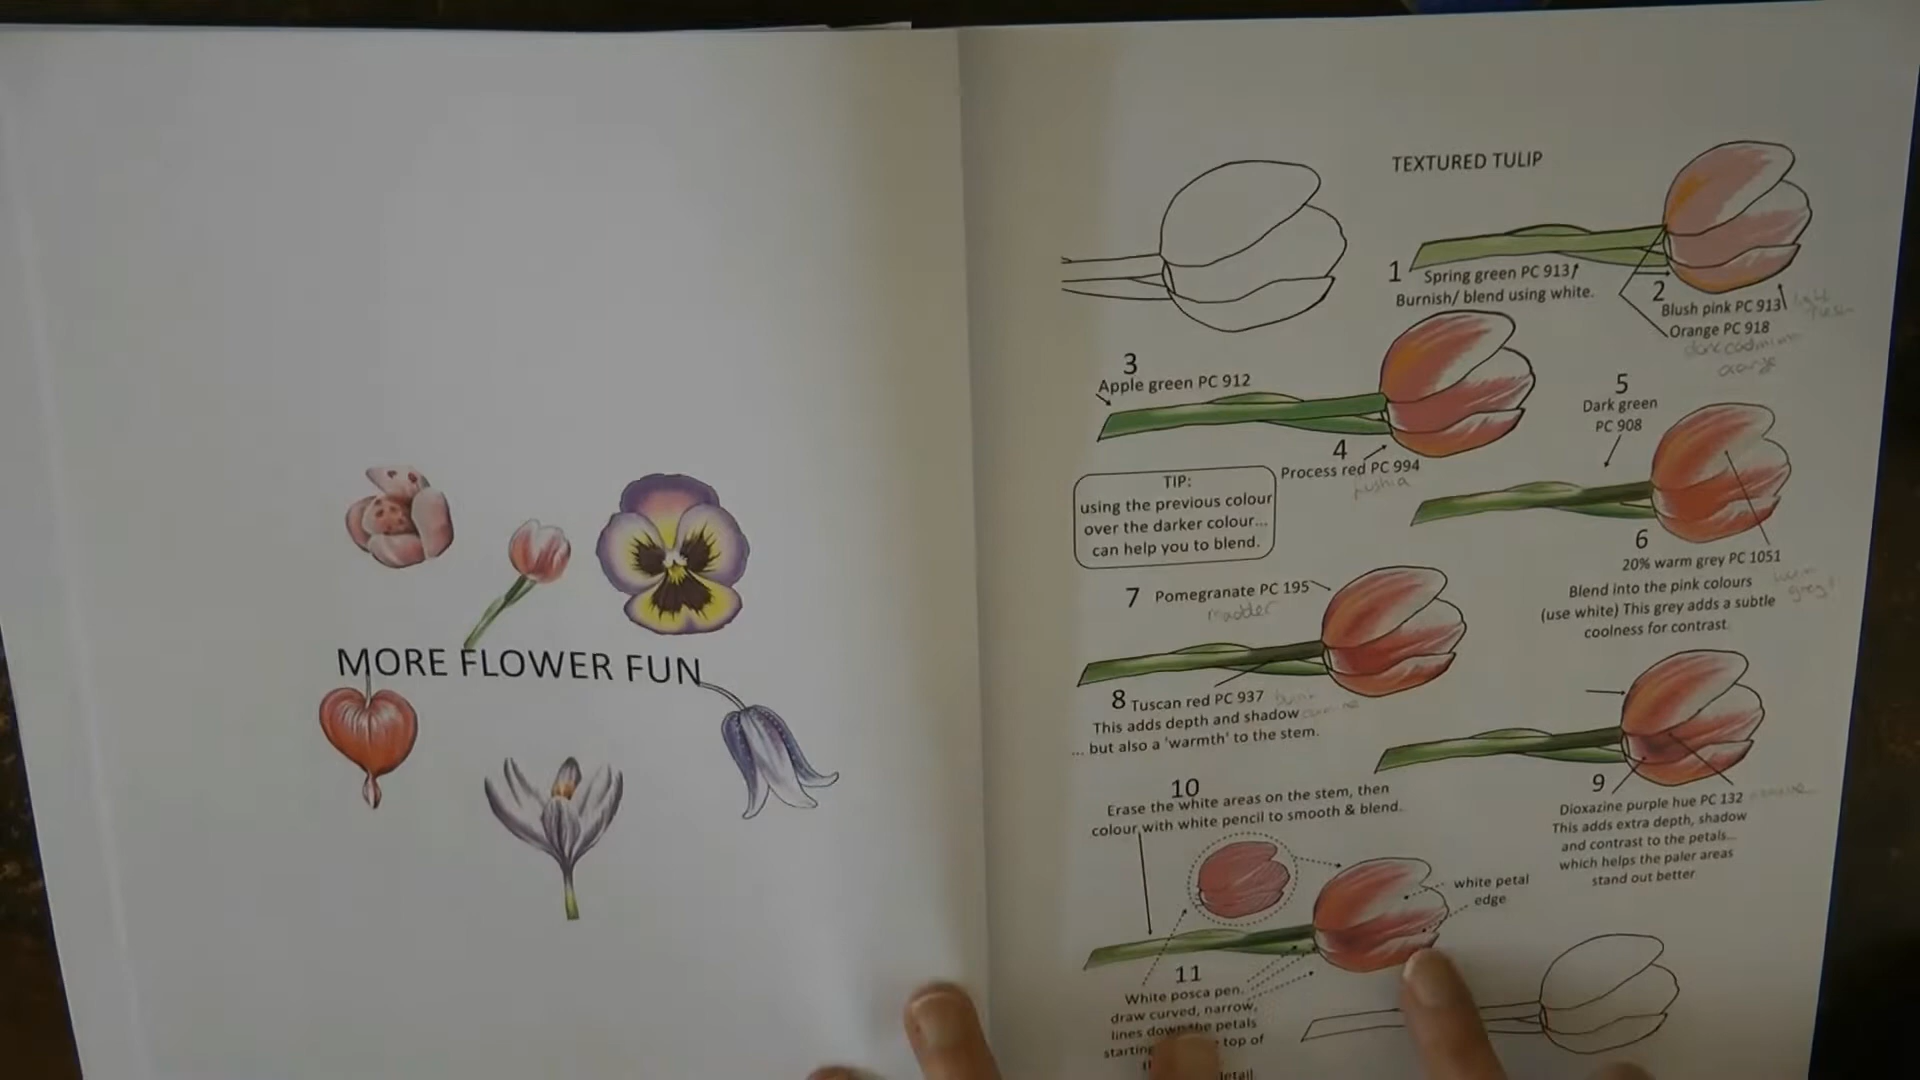 MORE FLOWER FUN
TEXTURED TULIP
1
Spring green PC 913
Burnish/ blend using white.
2
Blush pink PC 913
Orange PC 918
3
Apple green PC 912
4
Process red PC 994
fushia
TIP:
using the previous colour
over the darker colour...
can help you to blend.
5
Dark green
PC 908
6
20% warm grey PC 1051
Blend into the pink colours
(use white) This grey adds a subtle
coolness for contrast
7
Pomegranate PC 195
madder
8 Tuscan red PC 937
This adds depth and shadow
... but also a 'warmth' to the stem.
9
Dioxazine purple hue PC 132
This adds extra depth, shadow
and contrast to the petals...
which helps the paler areas
stand out better
10
Erase the white areas on the stem, then
colour with white pencil to smooth & blend.
white petal
edge
11
White posca pen.
draw curved, narrow,
lines down the petals
starting top of
detail